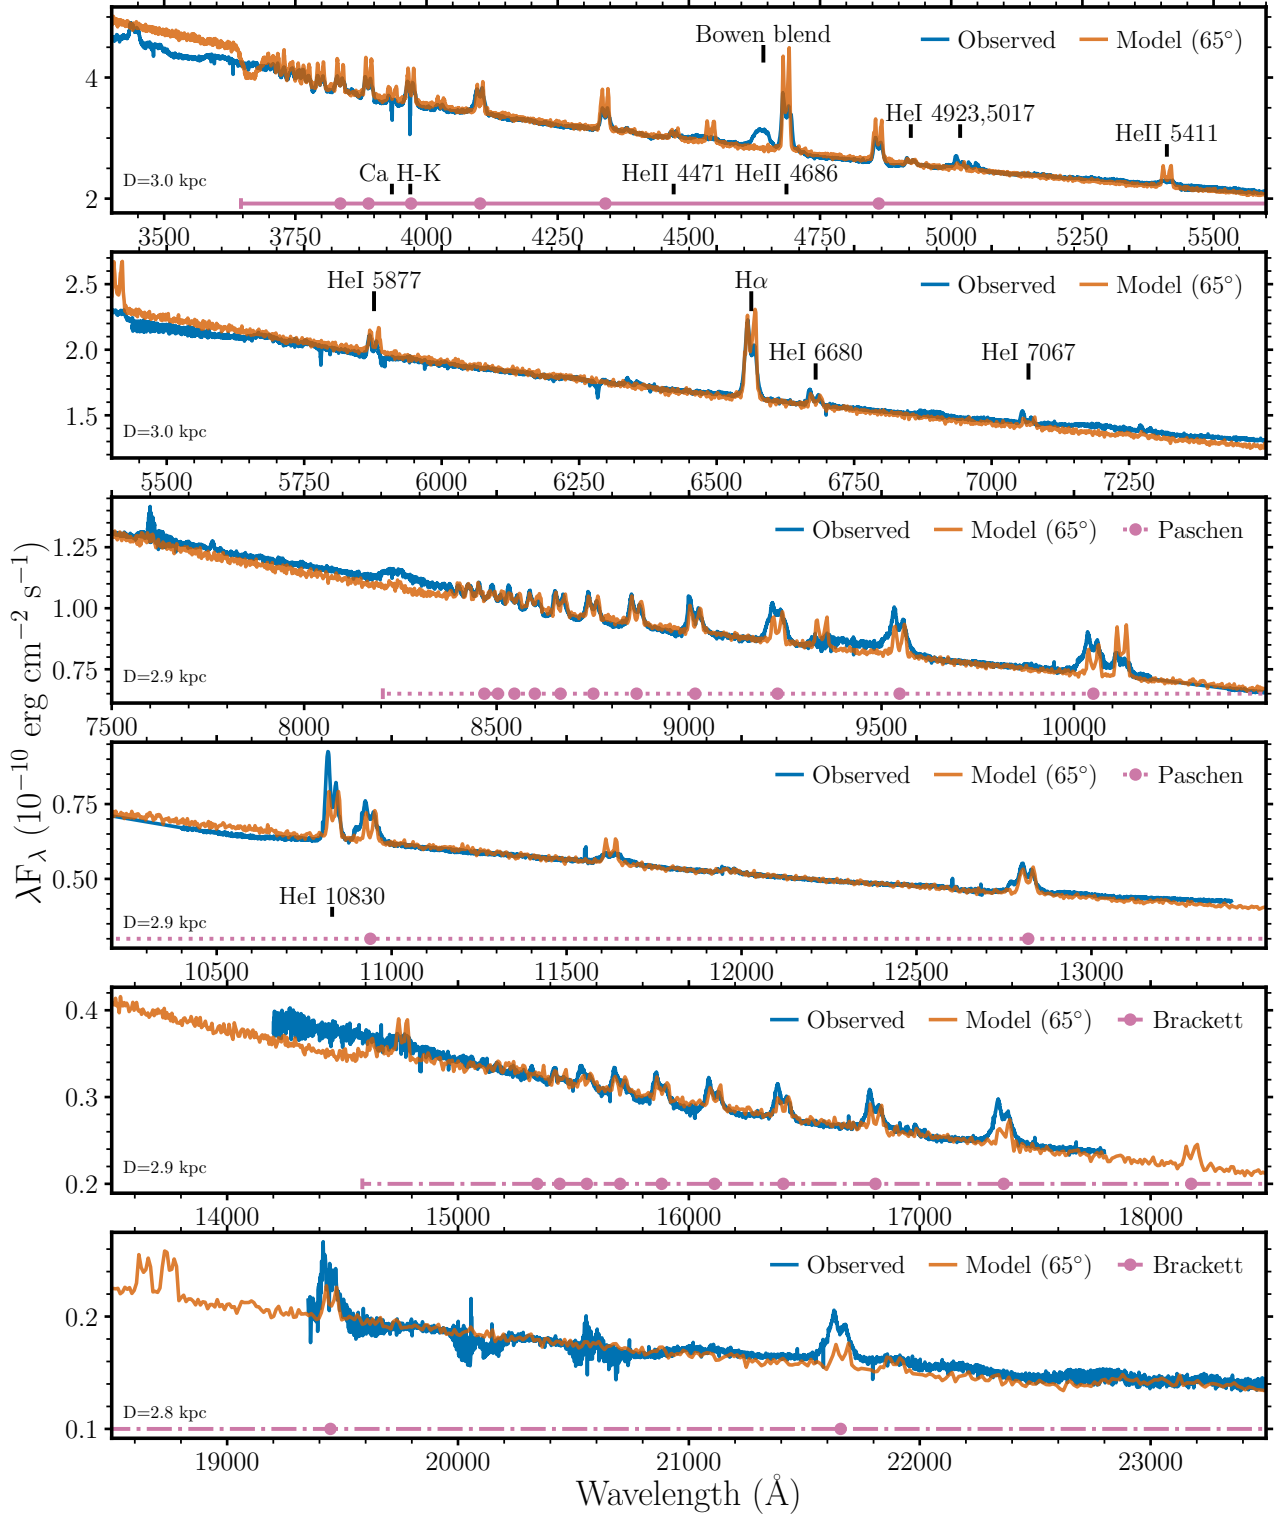 Bowen blend
Observed Model (65°)
HeI 4923,5017
HeII 5411
4
Ca H-K
HeII 4471
HeII 4686
D=3.0 kpc
2
3500 3750 4000 4250 4500 4750 5000 5250 5500
2.5
HeI 5877
Hα
Observed Model (65°)
2.0
HeI 6680
HeI 7067
1.5
D=3.0 kpc
5500 5750 6000 6250 6500 6750 7000 7250
Observed Model (65°) Paschen
1.25
1.00
0.75
D=2.9 kpc
7500 8000 8500 9000 9500 10000
Observed Model (65°) Paschen
0.75
0.50
HeI 10830
D=2.9 kpc
10500 11000 11500 12000 12500 13000
λF_λ (10⁻¹⁰ erg cm⁻² s⁻¹)
0.4
Observed Model (65°) Brackett
0.3
D=2.9 kpc
0.2
14000 15000 16000 17000 18000
Observed Model (65°) Brackett
0.2
D=2.8 kpc
0.1
19000 20000 21000 22000 23000
Wavelength (Å)